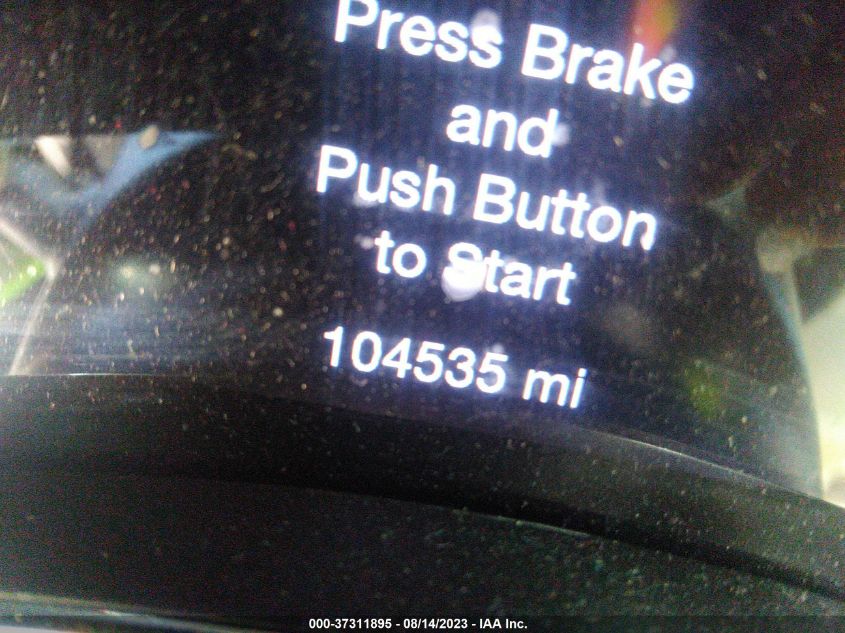 Press Brake
and
Push Button
to Start
104535 mi
000-37311895 - 08/14/2023 - IAA Inc.